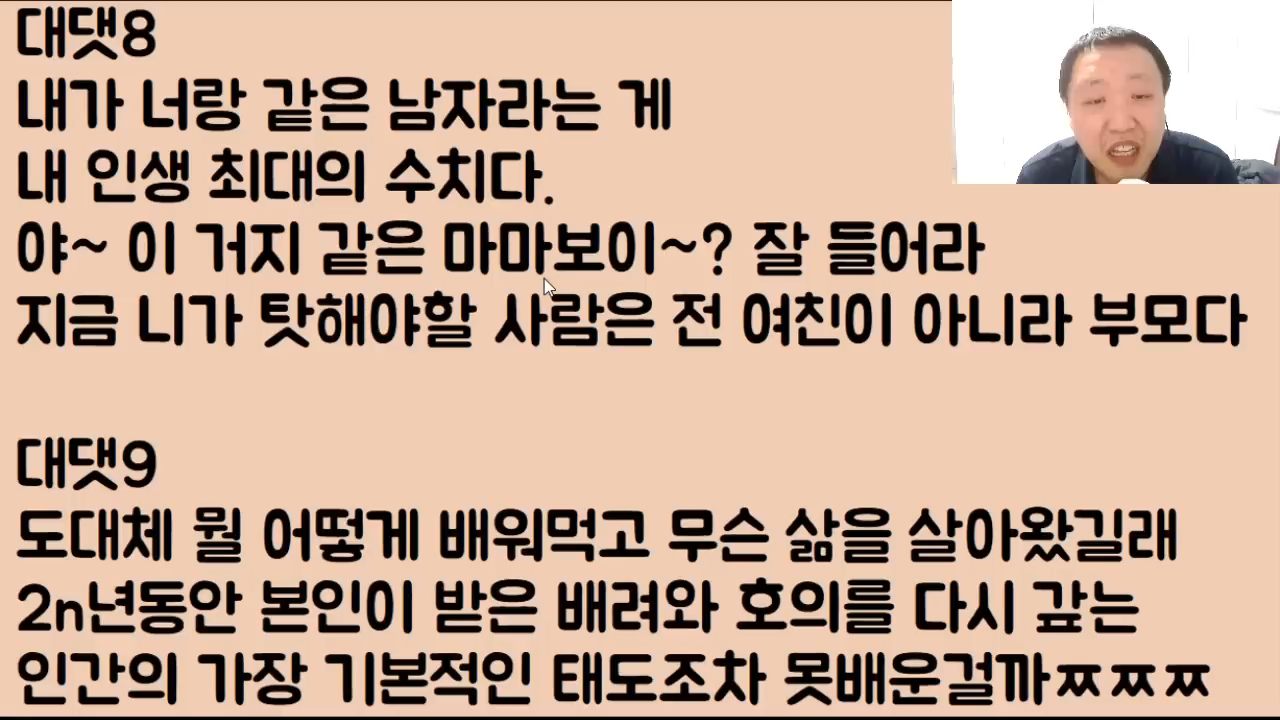 대댓8
내가 너랑 같은 남자라는 게
내 인생 최대의 수치다.
야~ 이 거지 같은 마마보이~? 잘 들어라
지금 니가 탓해야할 사람은 전 여친이 아니라 부모다
대댓9
도대체 뭘 어떻게 배워먹고 무슨 삶을 살아왔길래
2n년동안 본인이 받은 배려와 호의를 다시 갚는
인간의 가장 기본적인 태도조차 못배운걸까ㅉㅉㅉ